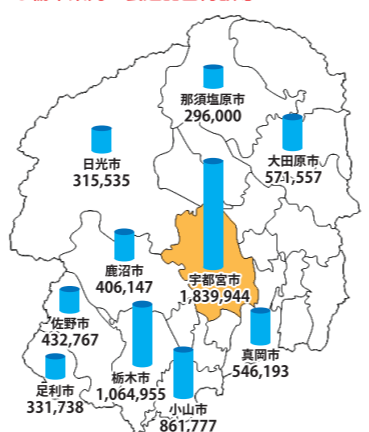 那須塩原市
296,000
日光市
315,535
大田原市
571,557
鹿沼市
406,147
宇都宮市
1,839,944
佐野市
432,767
真岡市
546,193
足利市
331,738
栃木市
1,064,955
小山市
861,777